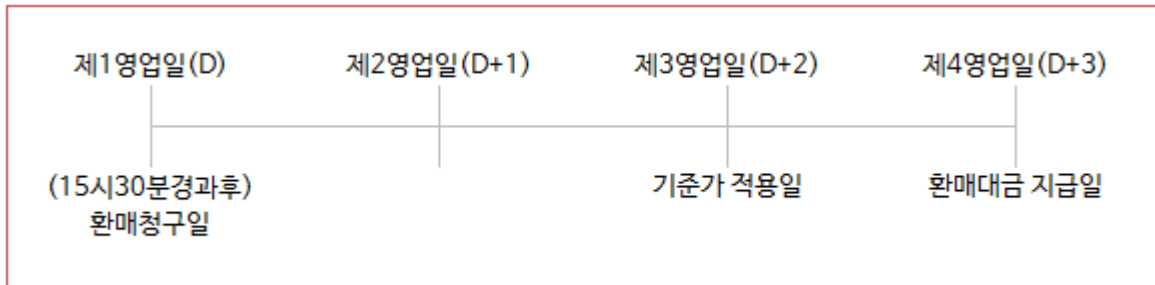 제1영업일(D) 제2영업일(D+1) 제3영업일(D+2) 제4영업일(D+3)
(15시30분경과후) 기준가 적용일 환매대금 지급일
환매청구일